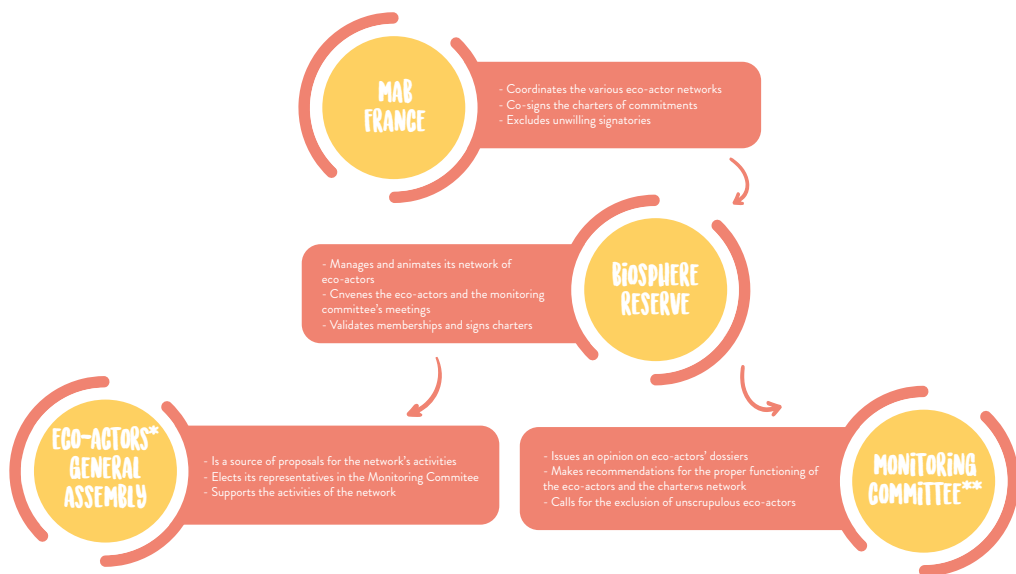 MAB
FRANCE
- Coordinates the various eco-actor networks
- Co-signs the charters of commitments
- Excludes unwilling signatories
- Manages and animates its network of
eco-actors
- Cnvenes the eco-actors and the monitoring
committee's meetings
- Validates memberships and signs charters
BiOSPHERE
RESERVE
ECO-ACTORS*
GENERAL
ASSEMBLY
- Is a source of proposals for the network's activities
- Elects its representatives in the Monitoring Commitee
- Supports the activities of the network
- Issues an opinion on eco-actors' dossiers
- Makes recommendations for the proper functioning of
the eco-actors and the charter»s network
- Calls for the exclusion of unscrupulous eco-actors
MONiTORiNG
COMMiTTEE**